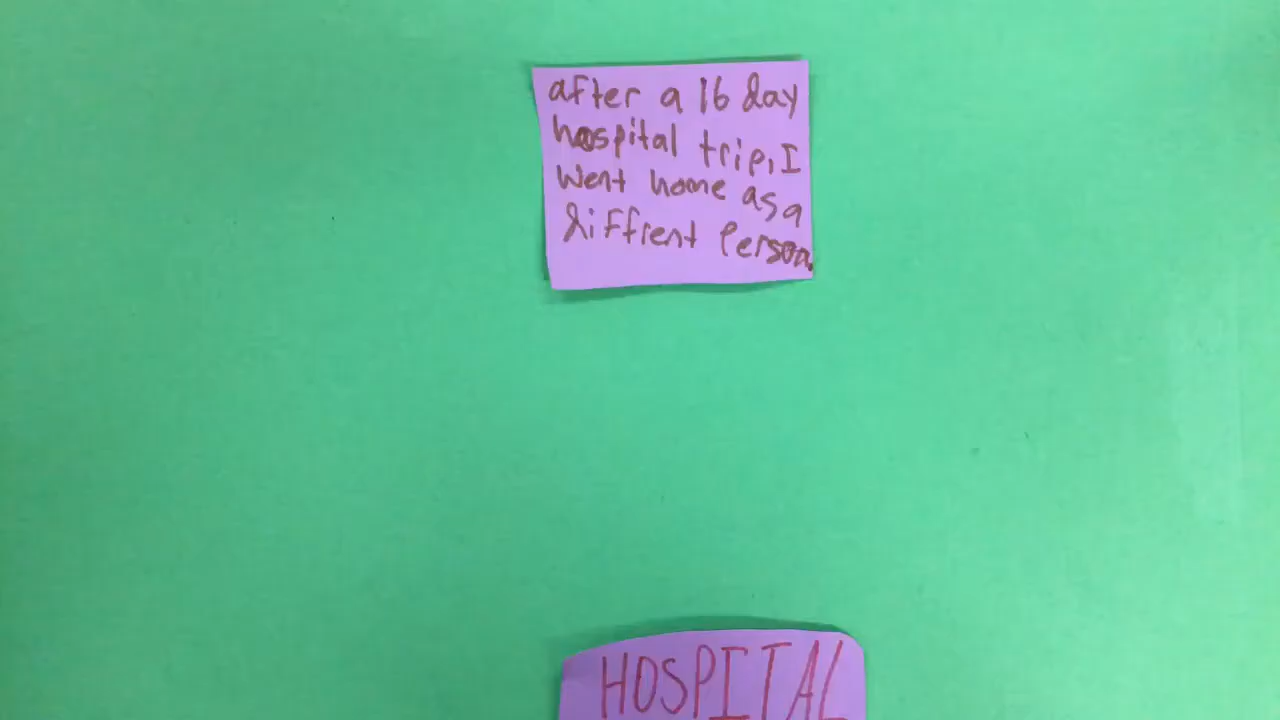 after a 16 day
hospital trip, I
went home as a
diffrent Person.
HOSPITAL